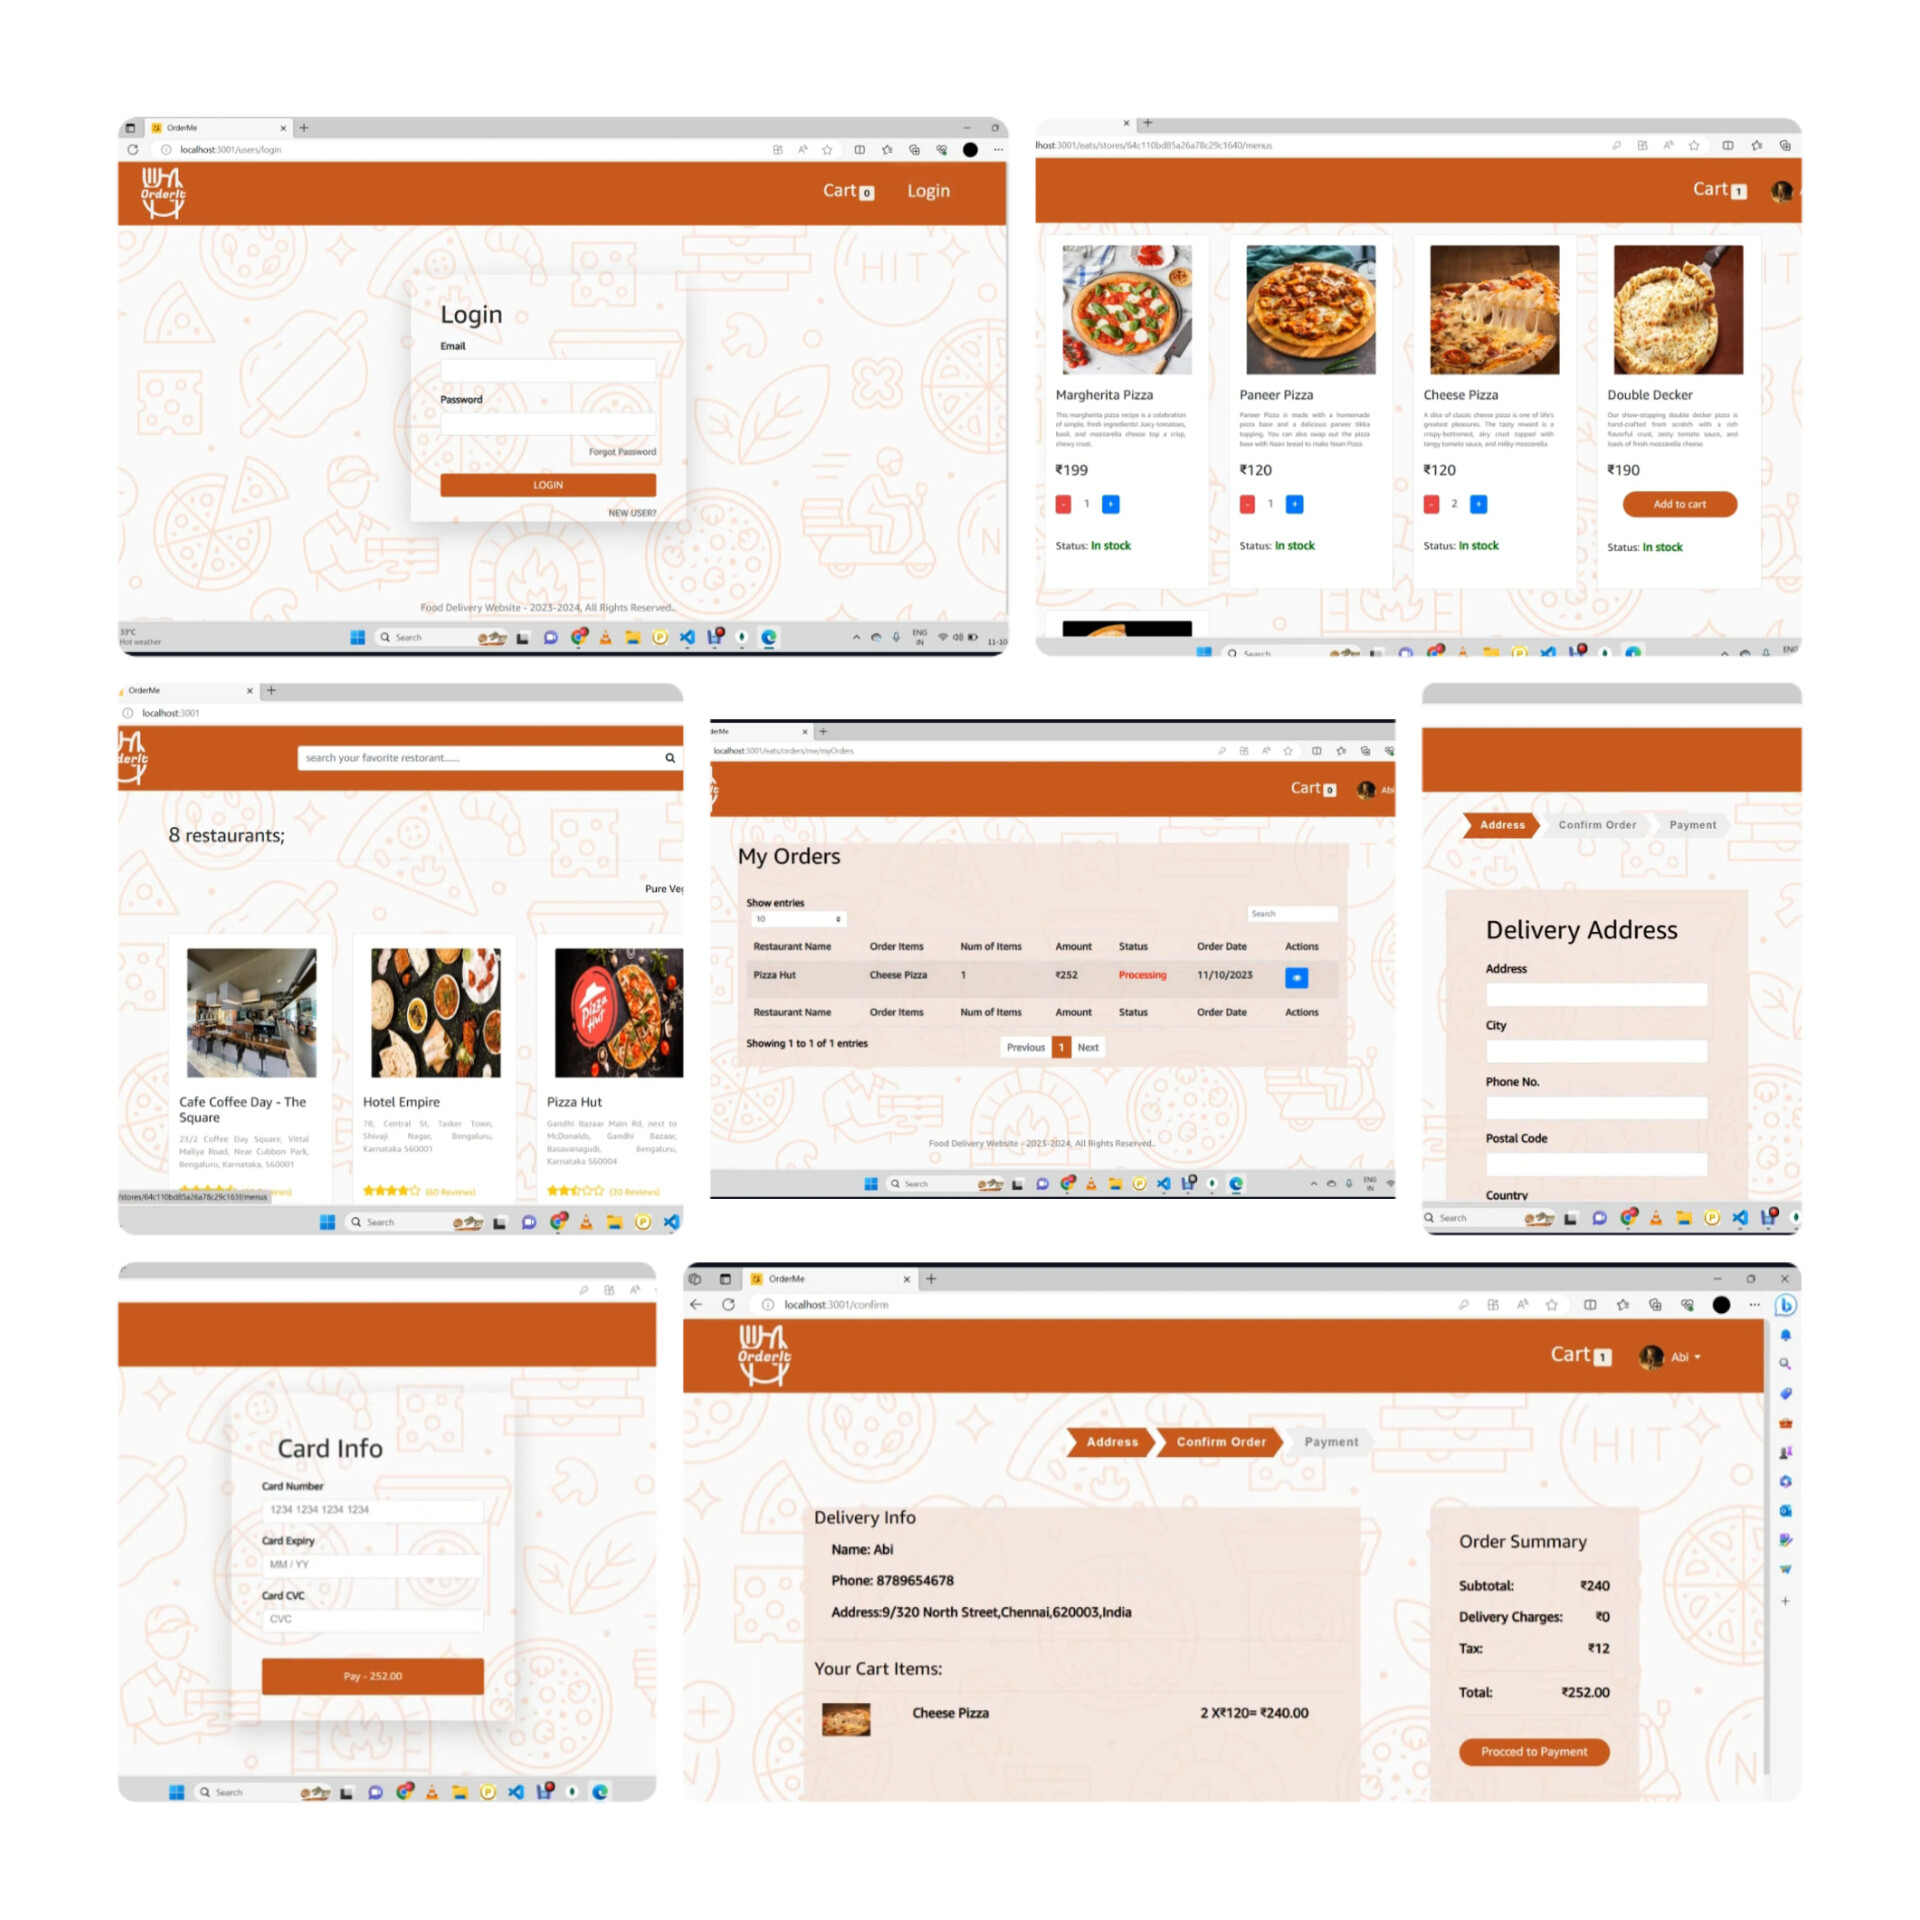 OrderMe
localhost:3001/users/login
OrderIt
Cart 0
Login
Login
Email
Password
Forgot Password
LOGIN
NEW USER?
HIT
Food Delivery Website - 2023-2024, All Rights Reserved..
33°C
Hot weather
Search
ENG
IN
11-10
lhost:3001/eats/stores/64c110bd85a26a78c29c1640/menus
Cart 1
Margherita Pizza
This margherita pizza recipe is a celebration
of simple, fresh ingredients! Juicy tomatoes,
basil, and mozzarella cheese top a crisp,
chewy crust.
₹199
- 1 +
Status: In stock
Paneer Pizza
Paneer Pizza is made with a homemade
pizza base and a delicious paneer tikka
topping. You can also swap out the pizza
base with Naan bread to make Naan Pizza.
₹120
- 1 +
Status: In stock
Cheese Pizza
A slice of classic cheese pizza is one of life's
greatest pleasures. The tasty reward is a
crispy-bottomed, airy crust topped with
tangy tomato sauce, and milky mozzarella.
₹120
- 2 +
Status: In stock
Double Decker
Our show-stopping double decker pizza is
hand-crafted from scratch with a rich
flavorful crust, zesty tomato sauce, and
loads of fresh mozzarella cheese.
₹190
Add to cart
Status: In stock
Search
ENG
OrderMe
localhost:3001
derIt
search your favorite restorant......
8 restaurants;
Pure Veg
Cafe Coffee Day - The
Square
23/2 Coffee Day Square, Vittal
Mallya Road, Near Cubbon Park,
Bengaluru, Karnataka, 560001
Hotel Empire
78, Central St, Tasker Town,
Shivaji Nagar, Bengaluru,
Karnataka 560001
(60 Reviews)
Pizza Hut
Pizza Hut
Gandhi Bazaar Main Rd, next to
McDonalds, Gandhi Bazaar,
Basavanagudi, Bengaluru,
Karnataka 560004
(20 Reviews)
/stores/64c110bd85a26a78c29c163f/menus
Search
derMe
localhost:3001/eats/orders/me/myOrders
Cart 0
Abi
My Orders
Show entries
10
Search
Restaurant Name Order Items Num of Items Amount Status Order Date Actions
Pizza Hut Cheese Pizza 1 ₹252 Processing 11/10/2023
Restaurant Name Order Items Num of Items Amount Status Order Date Actions
Showing 1 to 1 of 1 entries
Previous 1 Next
Food Delivery Website - 2023-2024, All Rights Reserved..
Search
ENG
IN
Address Confirm Order Payment
Delivery Address
Address
City
Phone No.
Postal Code
Country
Search
Card Info
Card Number
1234 1234 1234 1234
Card Expiry
MM / YY
Card CVC
CVC
Pay - 252.00
Search
OrderMe
localhost:3001/confirm
OrderIt
Cart 1
Abi
Address Confirm Order Payment
HIT
Delivery Info
Name: Abi
Phone: 8789654678
Address:9/320 North Street,Chennai,620003,India
Your Cart Items:
Cheese Pizza 2 X₹120= ₹240.00
Order Summary
Subtotal: ₹240
Delivery Charges: ₹0
Tax: ₹12
Total: ₹252.00
Procced to Payment